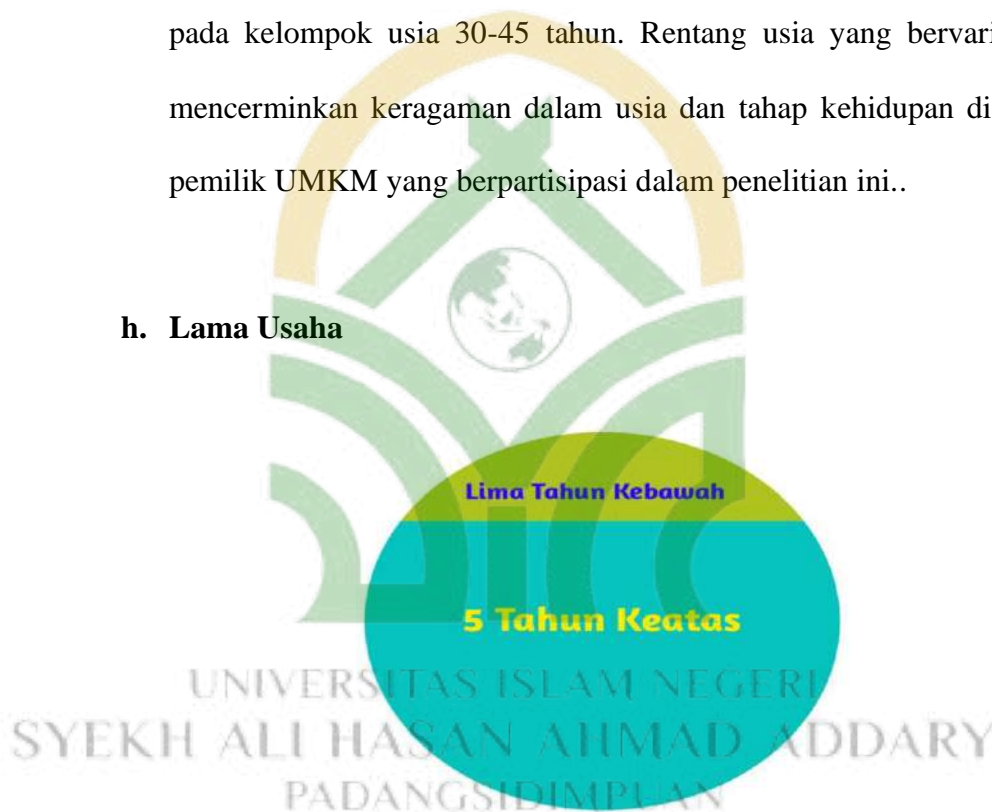 pada kelompok usia 30-45 tahun. Rentang usia yang bervari
mencerminkan keragaman dalam usia dan tahap kehidupan di
pemilik UMKM yang berpartisipasi dalam penelitian ini..
h. Lama Usaha
Lima Tahun Kebawah
5 Tahun Keatas
UNIVERSITAS ISLAM NEGERI
SYEKH ALI HASAN AHMAD ADDARY
PADANGSIDIMPUAN